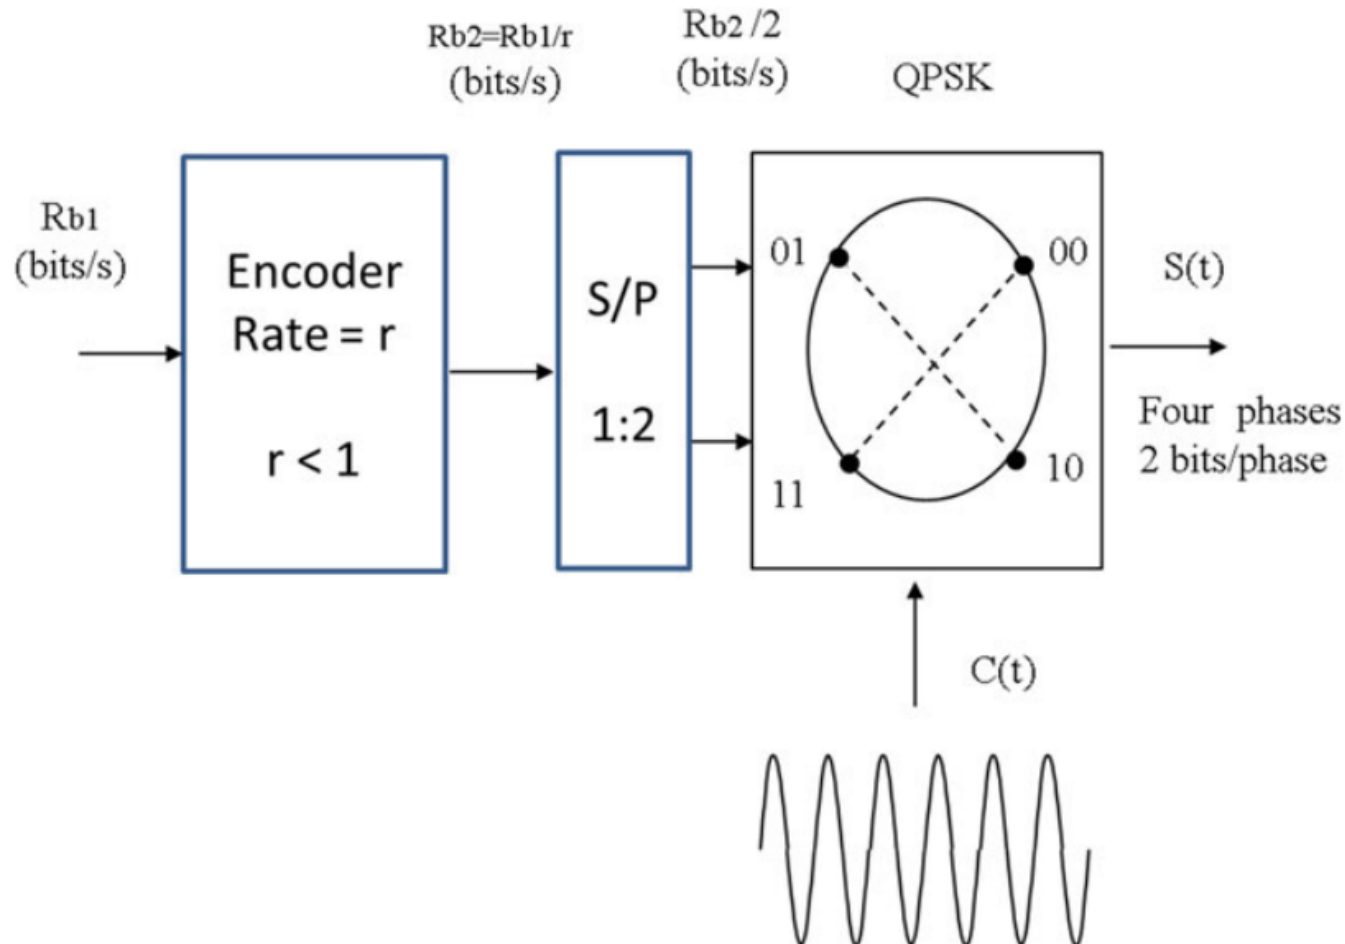 Rb2=Rb1/r
(bits/s)
Rb2 /2
(bits/s)
QPSK
Rb1
(bits/s)
Encoder
Rate = r
r < 1
S/P
1:2
01
00
11
10
S(t)
Four phases
2 bits/phase
C(t)